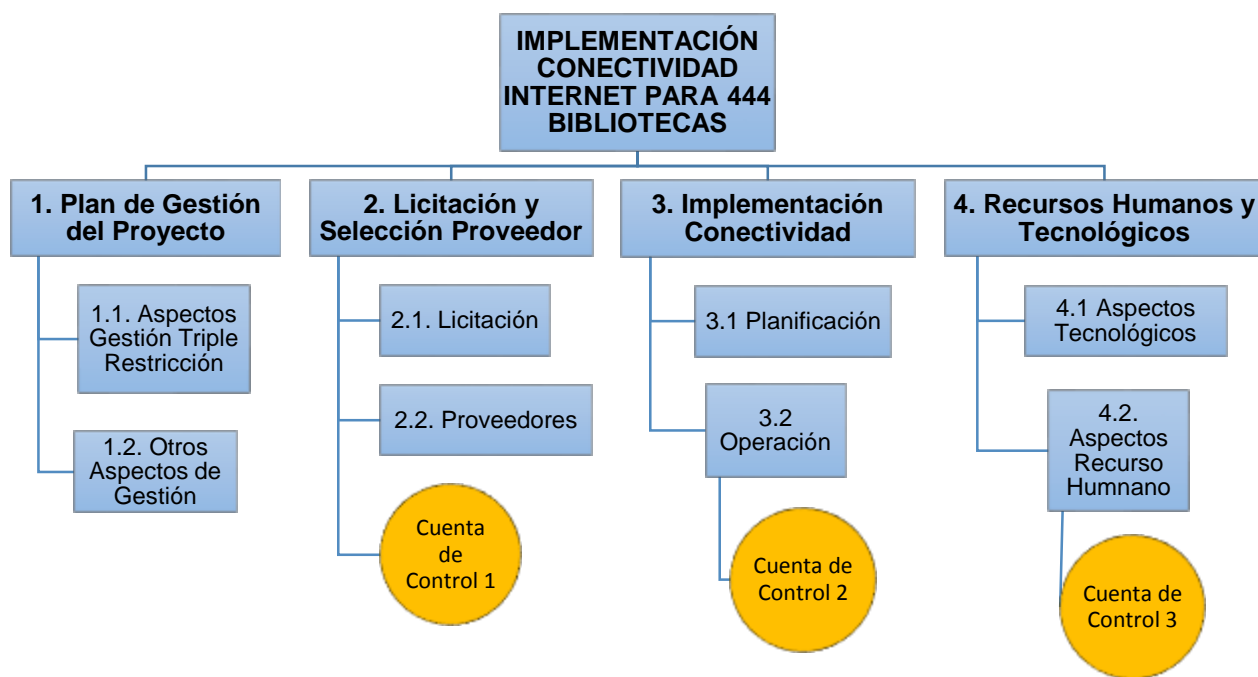 IMPLEMENTACIÓN
CONECTIVIDAD
INTERNET PARA 444
BIBLIOTECAS
1. Plan de Gestión
del Proyecto
1.1. Aspectos
Gestión Triple
Restricción
1.2. Otros
Aspectos de
Gestión
2. Licitación y
Selección Proveedor
2.1. Licitación
2.2. Proveedores
Cuenta
de
Control 1
3. Implementación
Conectividad
3.1 Planificación
3.2
Operación
Cuenta de
Control 2
4. Recursos Humanos y
Tecnológicos
4.1 Aspectos
Tecnológicos
4.2.
Aspectos
Recurso
Humnano
Cuenta de
Control 3